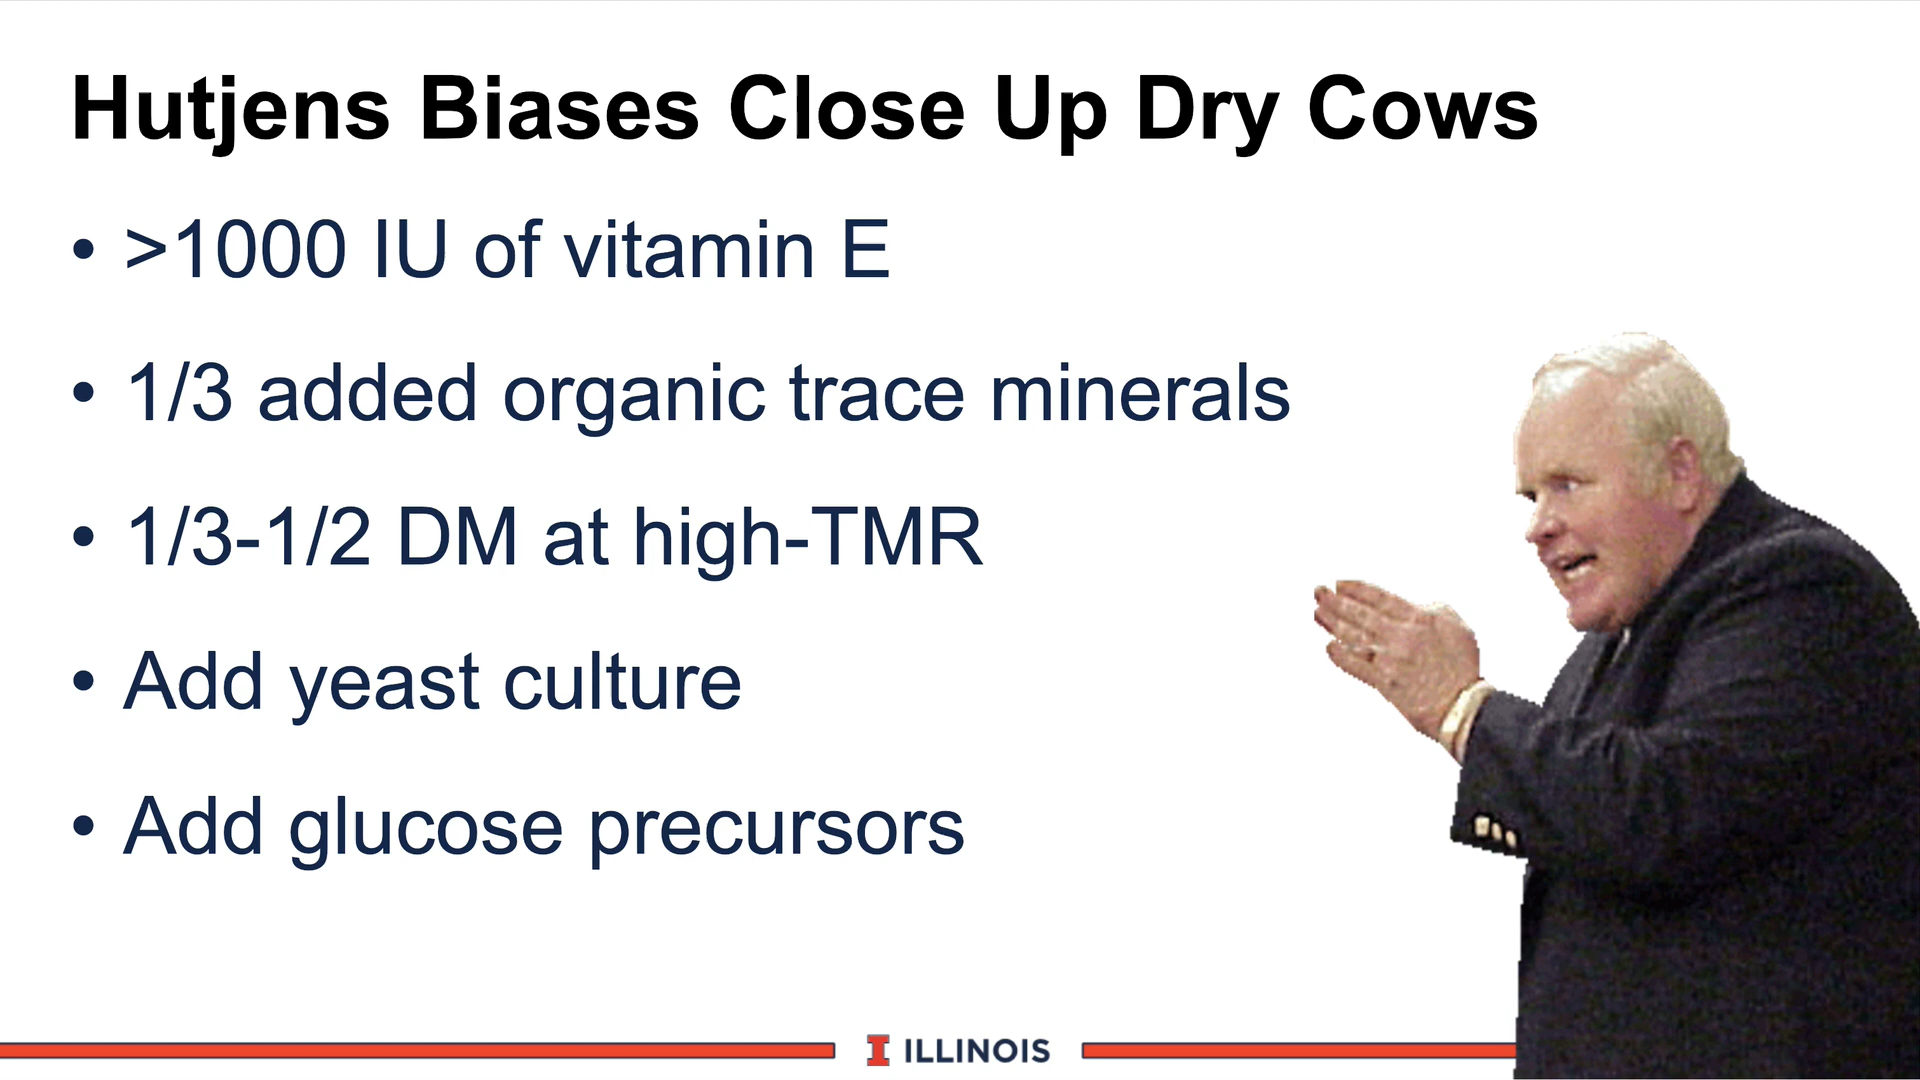 Hutjens Biases Close Up Dry Cows
• >1000 IU of vitamin E
• 1/3 added organic trace minerals
• 1/3-1/2 DM at high-TMR
• Add yeast culture
• Add glucose precursors
I ILLINOIS